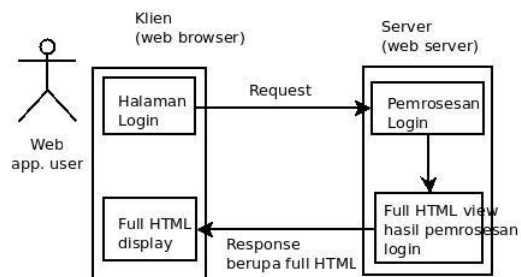 Klien
(web browser)
Server
(web server)
Halaman
Login
Request
Pemrosesan
Login
Web
app. user
Full HTML
display
Response
berupa full HTML
Full HTML view
hasil pemrosesan
login